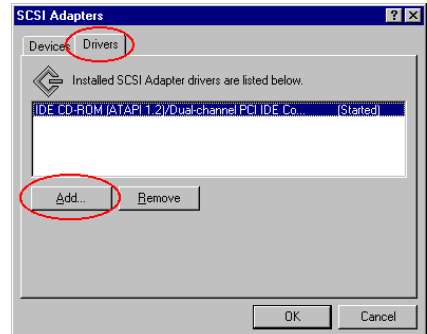 SCSI Adapters
Devices Drivers
Installed SCSI Adapter drivers are listed below.
IDE CD-ROM (ATAPI 1.2)/Dual-channel PCI IDE Co... (Started)
Add... Remove
OK Cancel